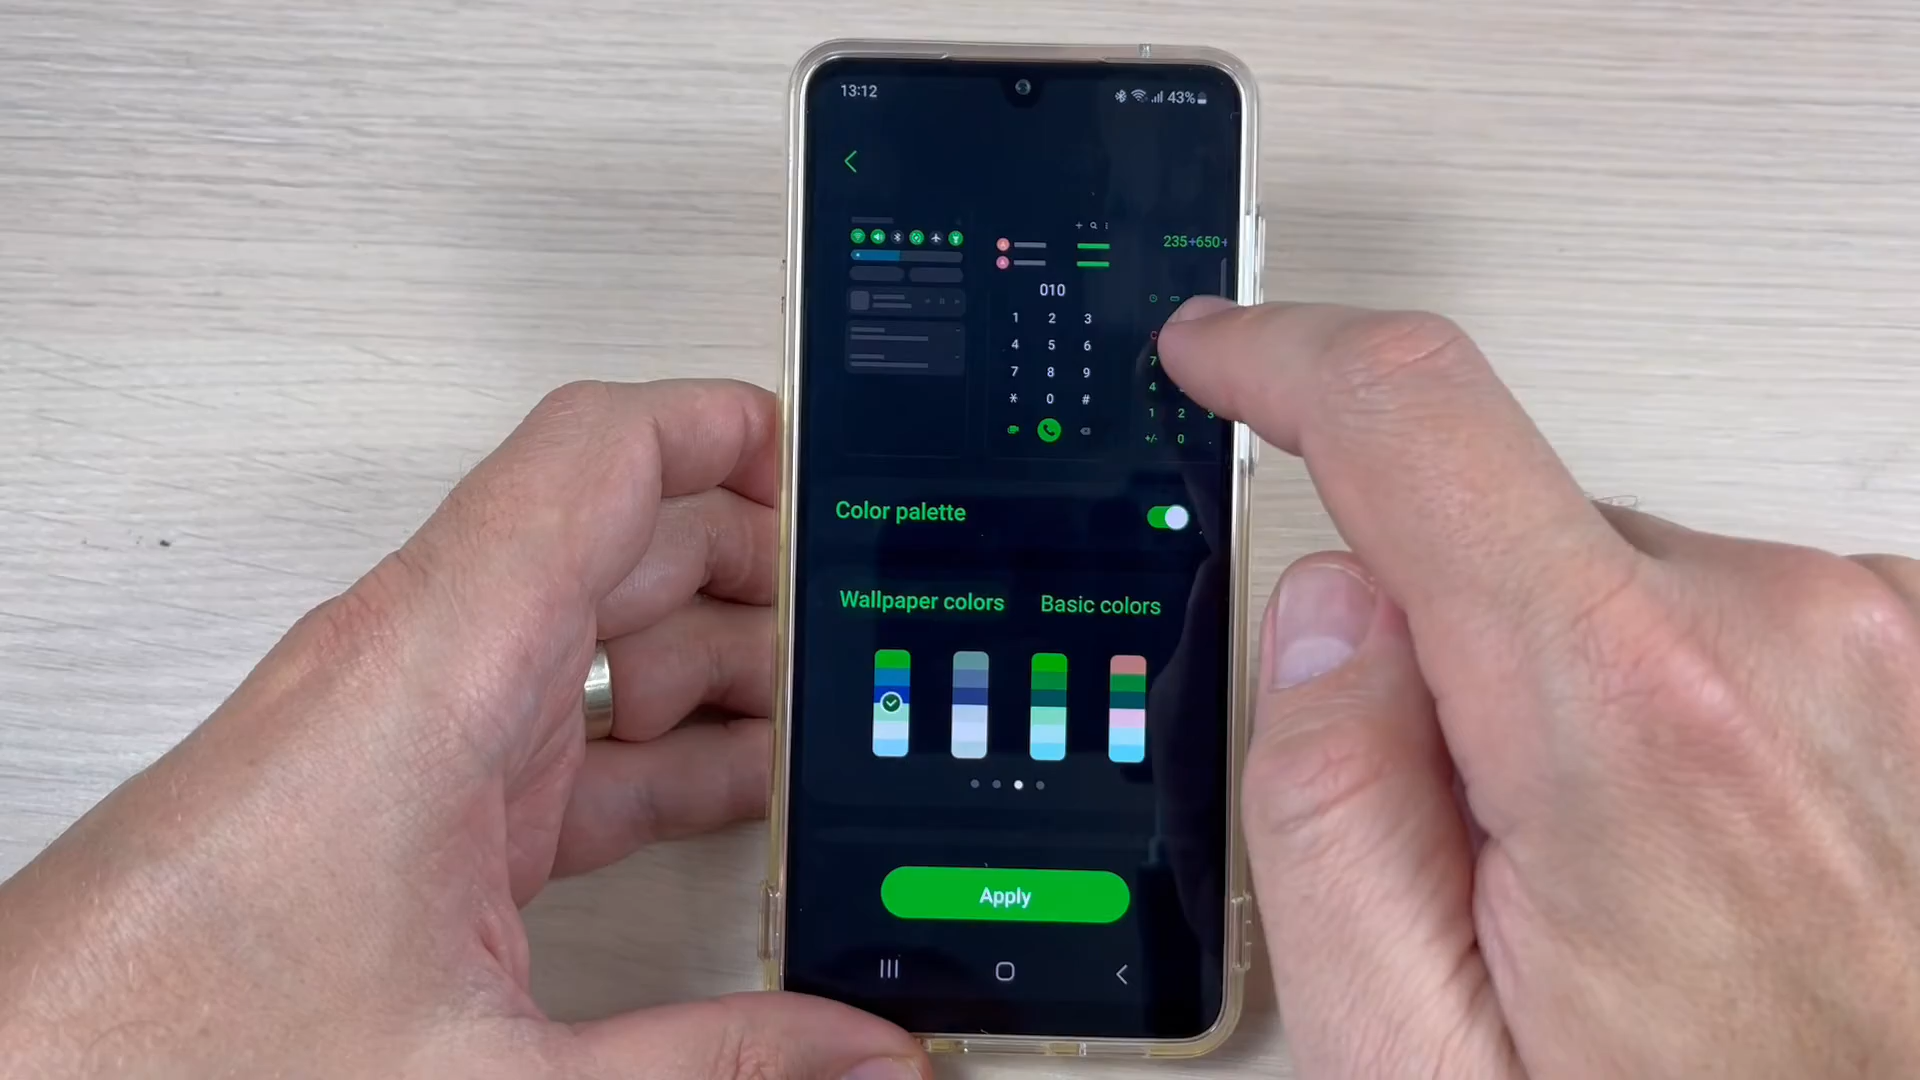 13:12
43%
235+650+
010
1 2 3
4 5 6
7 8 9
* 0 #
C
7
4
1 2 3
+/- 0 .
Color palette
Wallpaper colors Basic colors
Apply